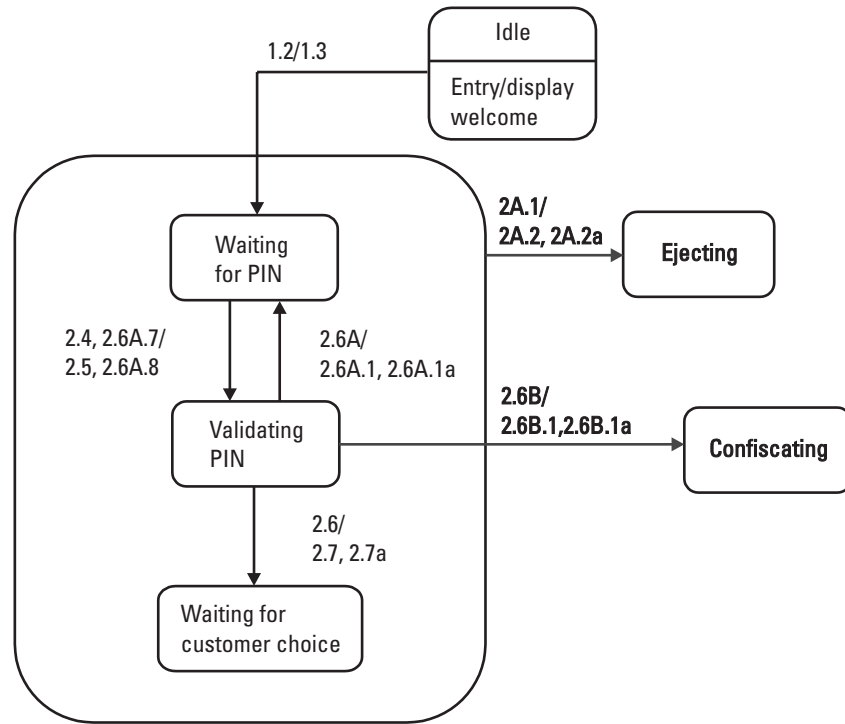 Idle
1.2/1.3
Entry/display
welcome
2A.1/
2A.2, 2A.2a
Ejecting
Waiting
for PIN
2.4, 2.6A.7/
2.5, 2.6A.8
2.6A/
2.6A.1, 2.6A.1a
2.6B/
2.6B.1,2.6B.1a
Confiscating
Validating
PIN
2.6/
2.7, 2.7a
Waiting for
customer choice